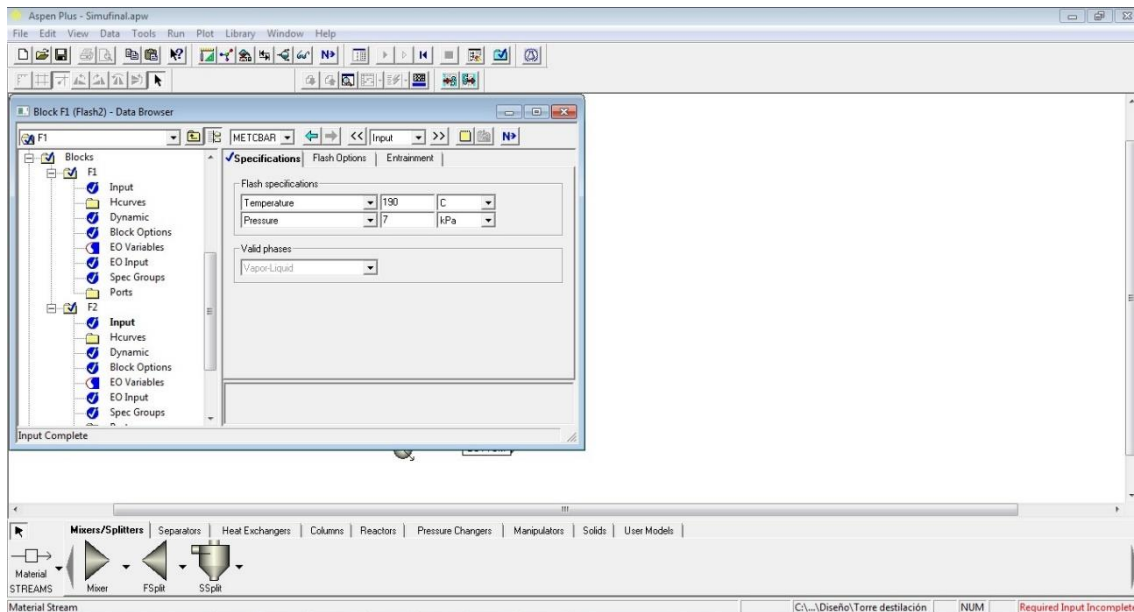 Aspen Plus - Simufinal.apw
File Edit View Data Tools Run Plot Library Window Help
N>
Block F1 (Flash2) - Data Browser
F1 METCBAR << Input >> N>
Blocks
F1
Input
Hcurves
Dynamic
Block Options
EO Variables
EO Input
Spec Groups
Ports
F2
Input
Hcurves
Dynamic
Block Options
EO Variables
EO Input
Spec Groups
Specifications Flash Options Entrainment
Flash specifications
Temperature 190 C
Pressure 7 kPa
Valid phases
Vapor-Liquid
Input Complete
Mixers/Splitters Separators Heat Exchangers Columns Reactors Pressure Changers Manipulators Solids User Models
Material
STREAMS Mixer FSplit SSplit
Material Stream C:\...\Diseño\Torre destilación NUM Required Input Incomplete